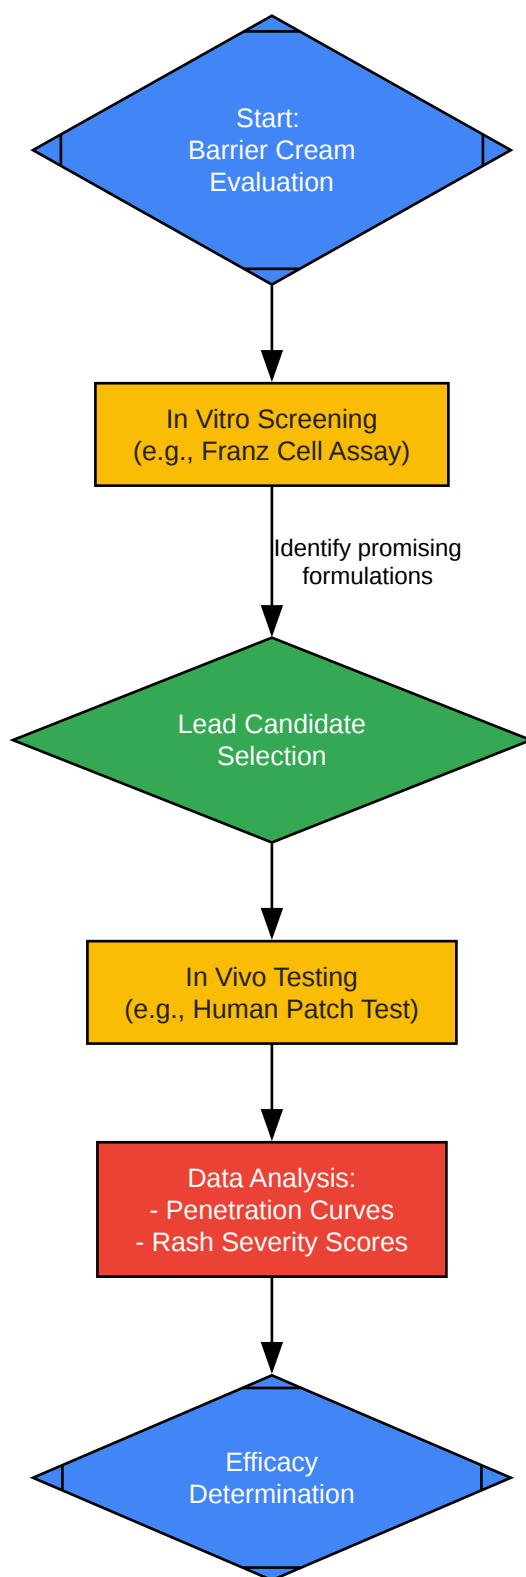 Start:
Barrier Cream
Evaluation
In Vitro Screening
(e.g., Franz Cell Assay)
Identify promising
formulations
Lead Candidate
Selection
In Vivo Testing
(e.g., Human Patch Test)
Data Analysis:
- Penetration Curves
- Rash Severity Scores
Efficacy
Determination